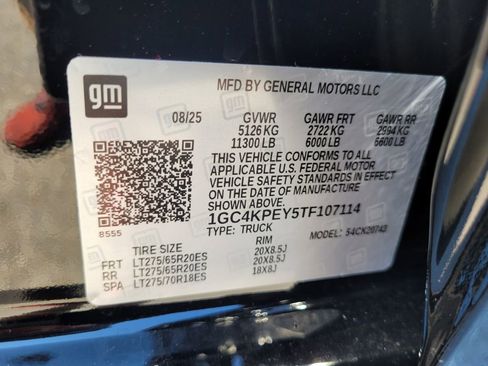 gm
MFD BY GENERAL MOTORS LLC
08/25 GVWR GAWR FRT GAWR RR
5126 KG 2722 KG 2994 KG
11300 LB 6000 LB 6600 LB
THIS VEHICLE CONFORMS TO ALL
APPLICABLE U.S. FEDERAL MOTOR
VEHICLE SAFETY STANDARDS IN EFFECT
ON THE DATE OF MANUFACTURE
SHOWN ABOVE.
1GC4KPEY5TF107114
TYPE: TRUCK MODEL: 54CK20743
8555
TIRE SIZE RIM
FRT LT275/65R20ES 20X8.5J
RR LT275/65R20ES 20X8.5J
SPA LT275/70R18ES 18X8J